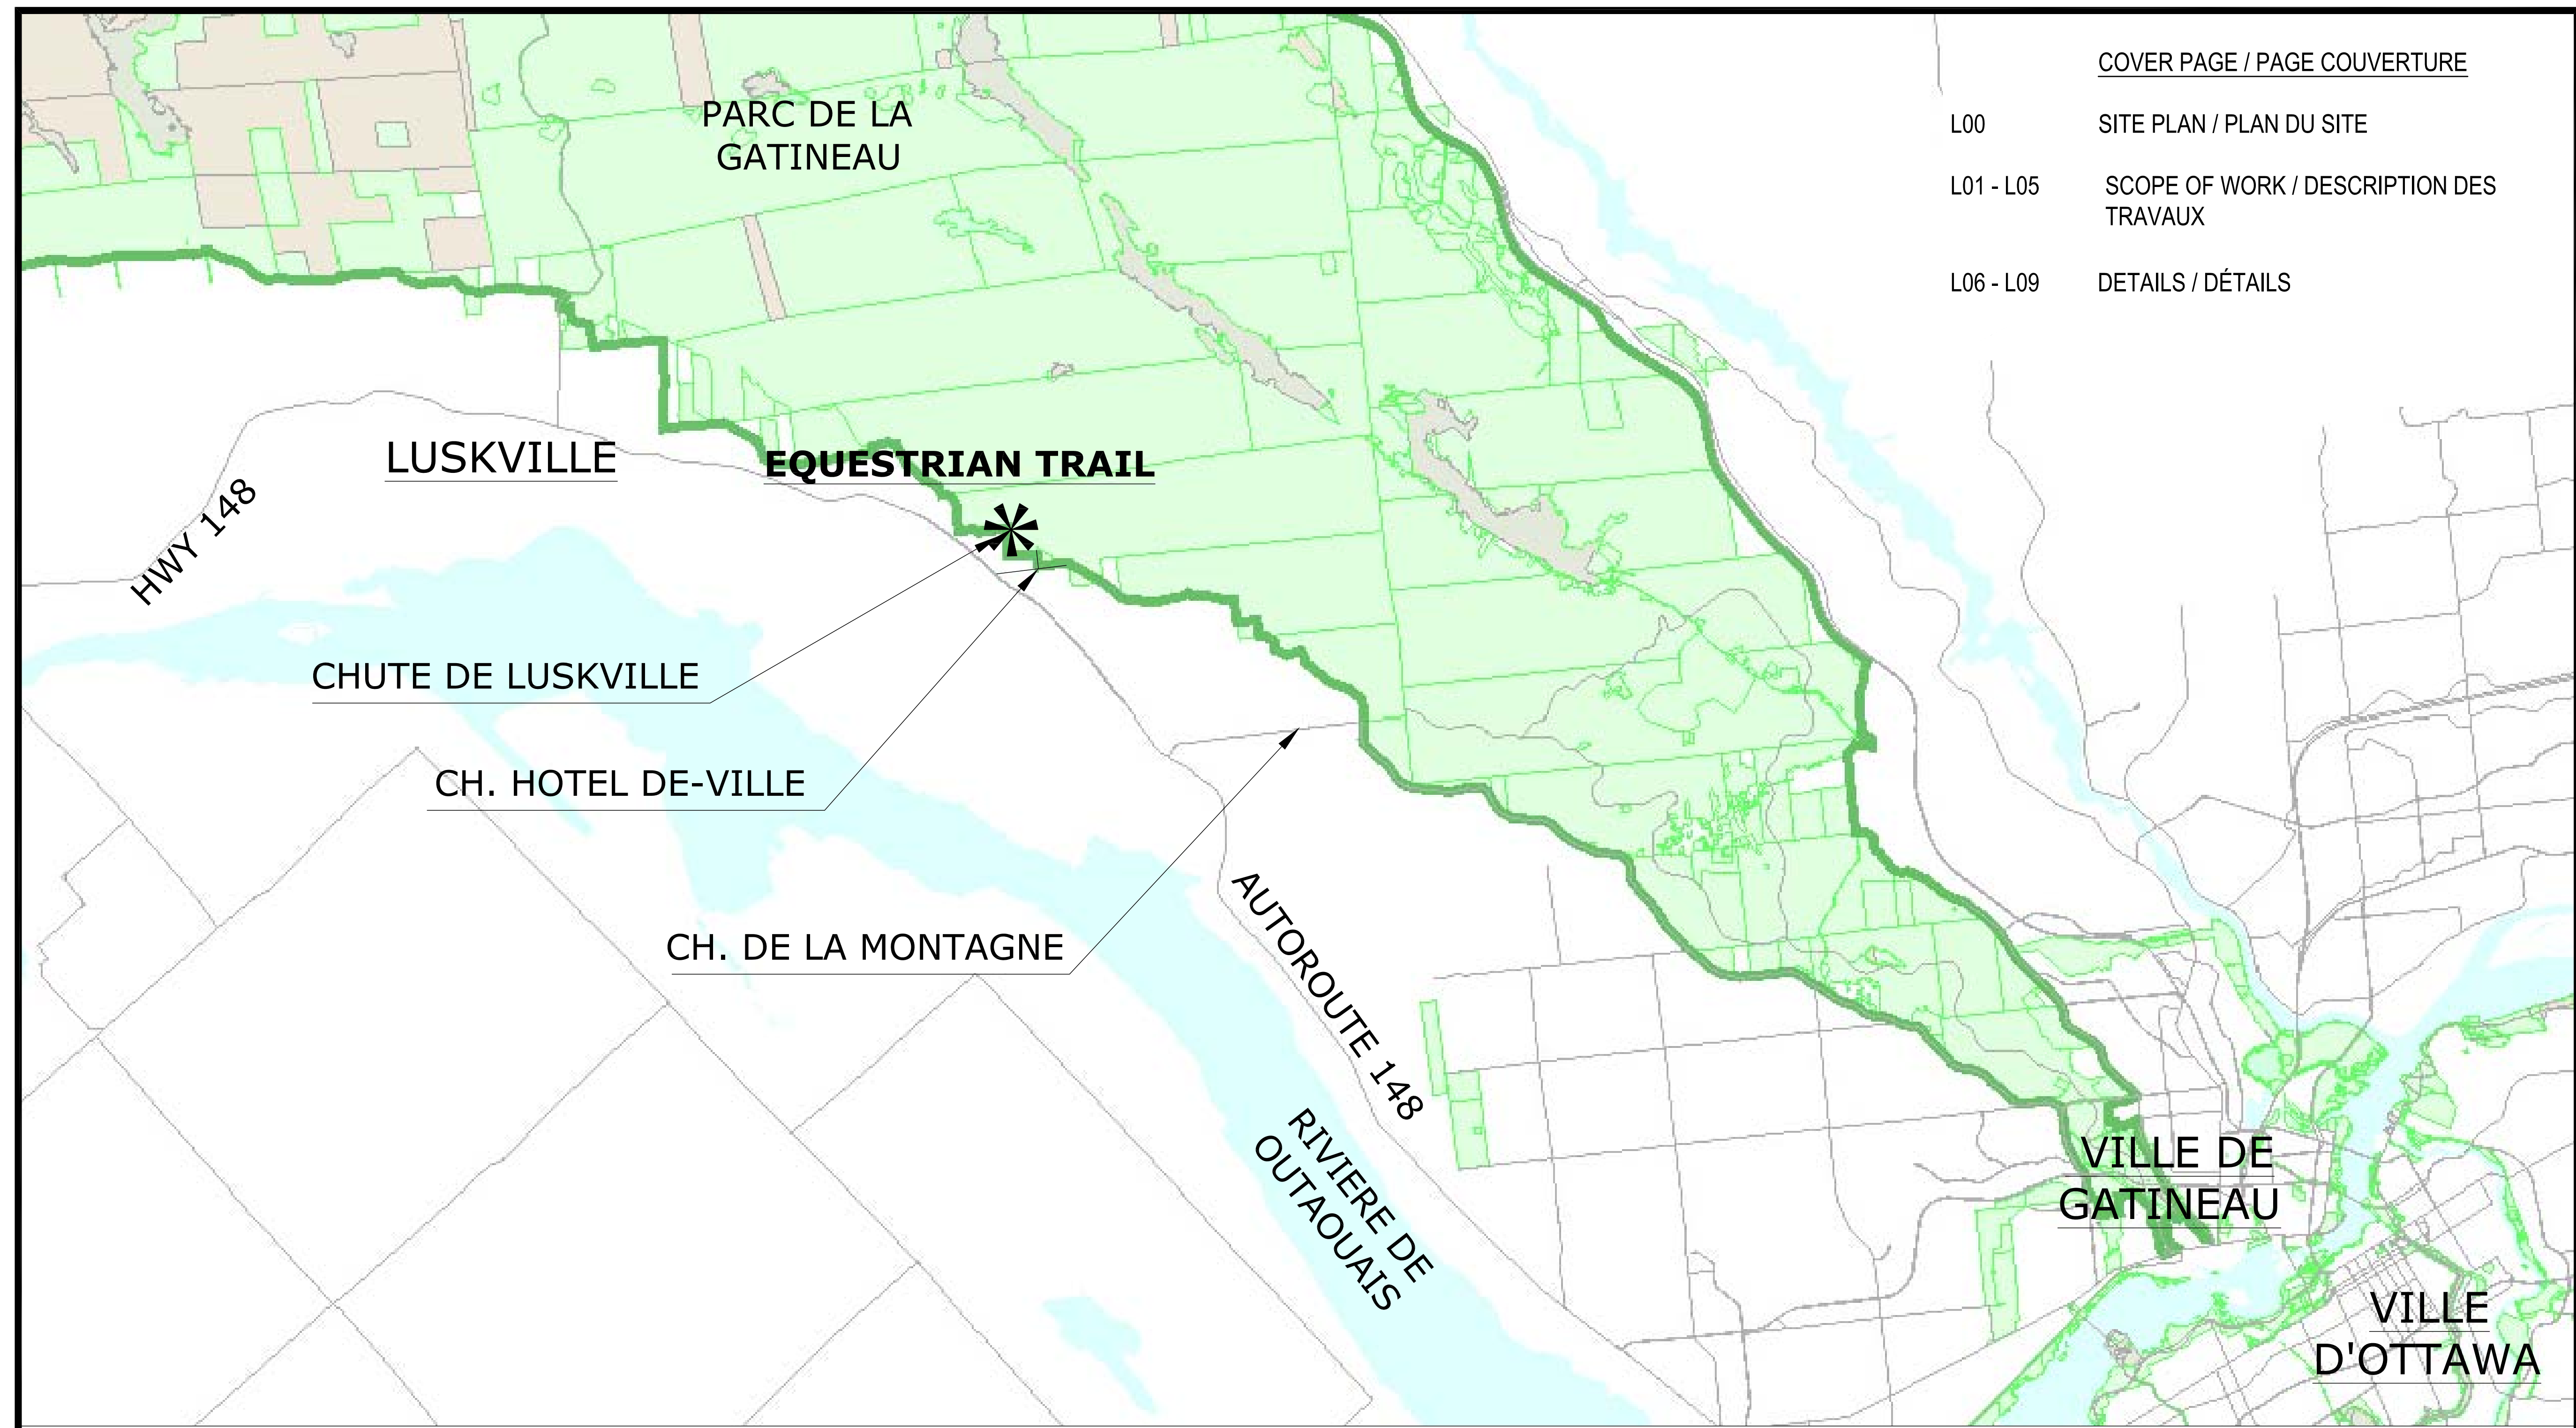 COVER PAGE / PAGE COUVERTURE
L00 SITE PLAN / PLAN DU SITE
L01 - L05 SCOPE OF WORK / DESCRIPTION DES
TRAVAUX
L06 - L09 DETAILS / DÉTAILS
PARC DE LA
GATINEAU
LUSKVILLE
EQUESTRIAN TRAIL
HWY 148
CHUTE DE LUSKVILLE
CH. HOTEL DE-VILLE
CH. DE LA MONTAGNE
AUTOROUTE 148
RIVIERE DE
OUTAOUAIS
VILLE DE
GATINEAU
VILLE
D'OTTAWA